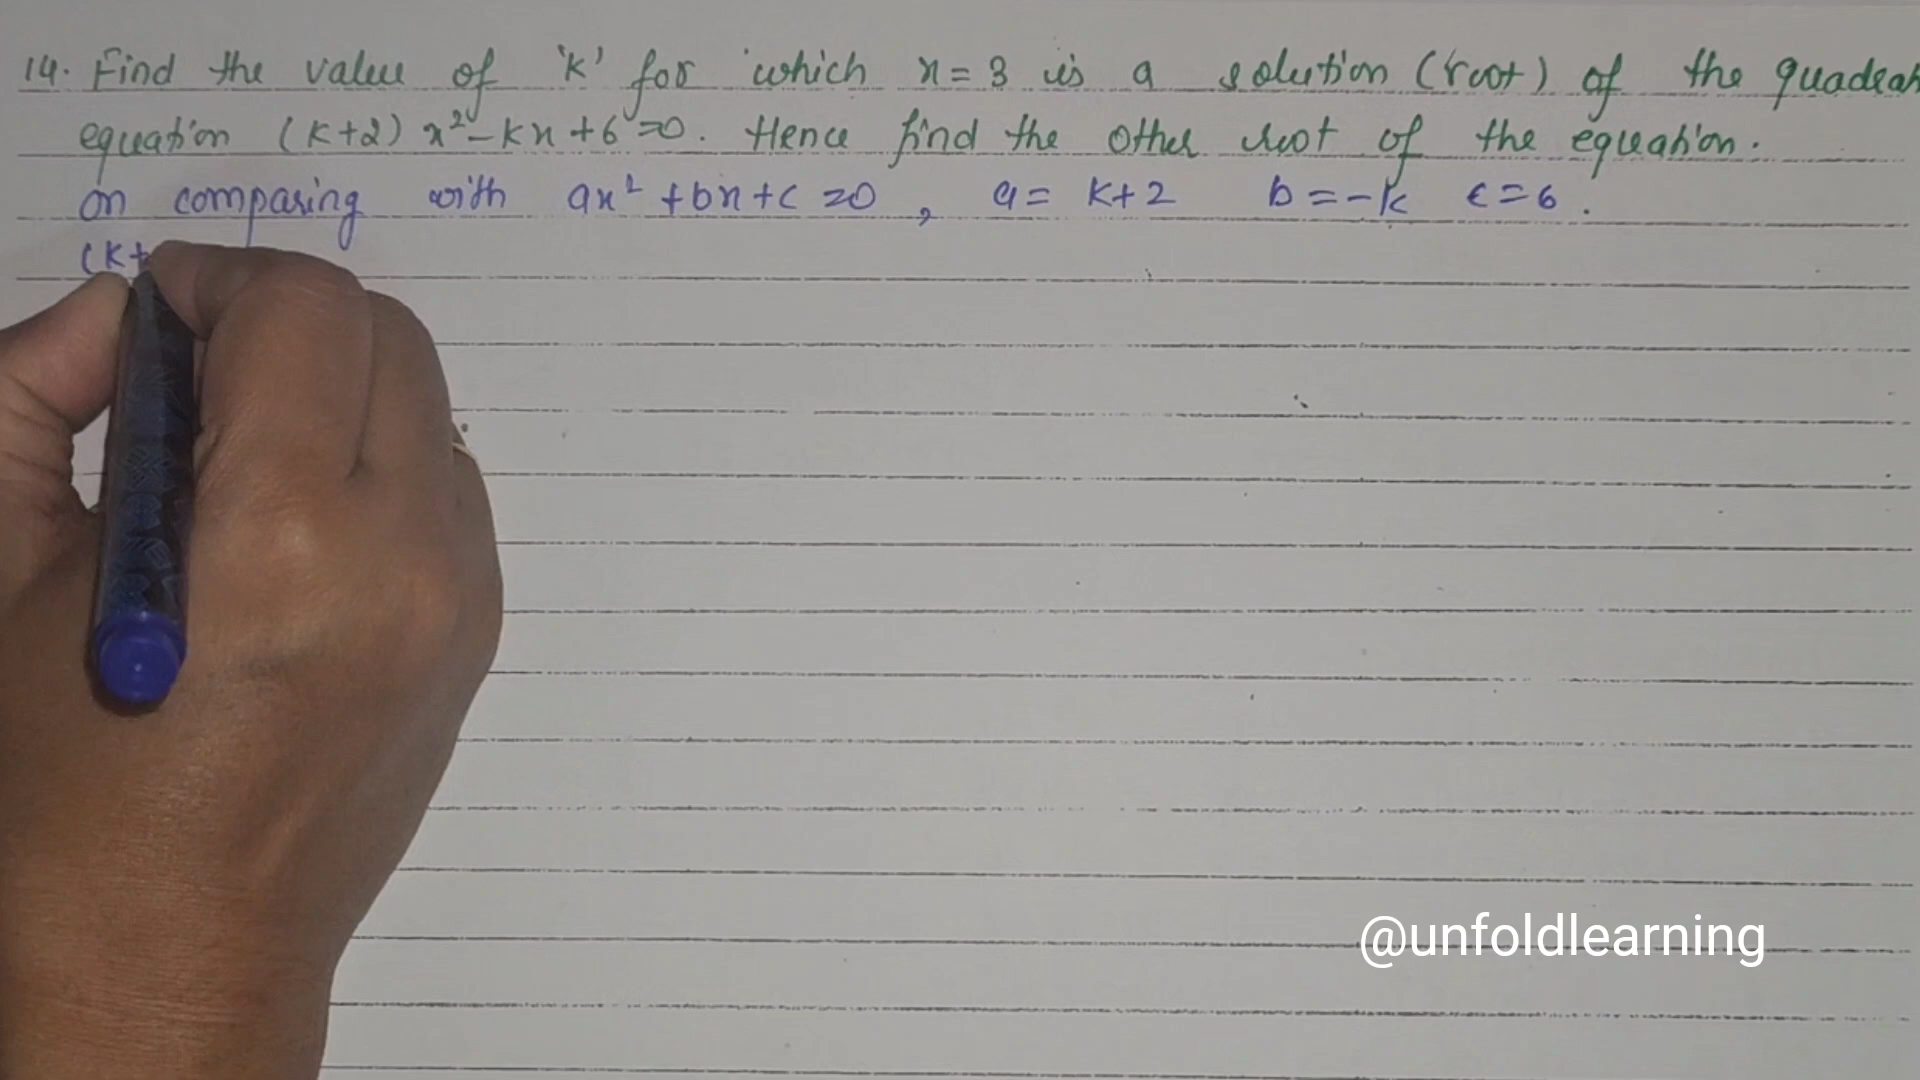 14. Find the value of 'K' for which x = 3 is a solution (root) of the quadrat
equation (K+2) x² - Kx + 6 = 0. Hence find the other root of the equation.
on comparing with ax² + bx + c = 0, a = K+2 b = -K c = 6.
(K+
@unfoldlearning